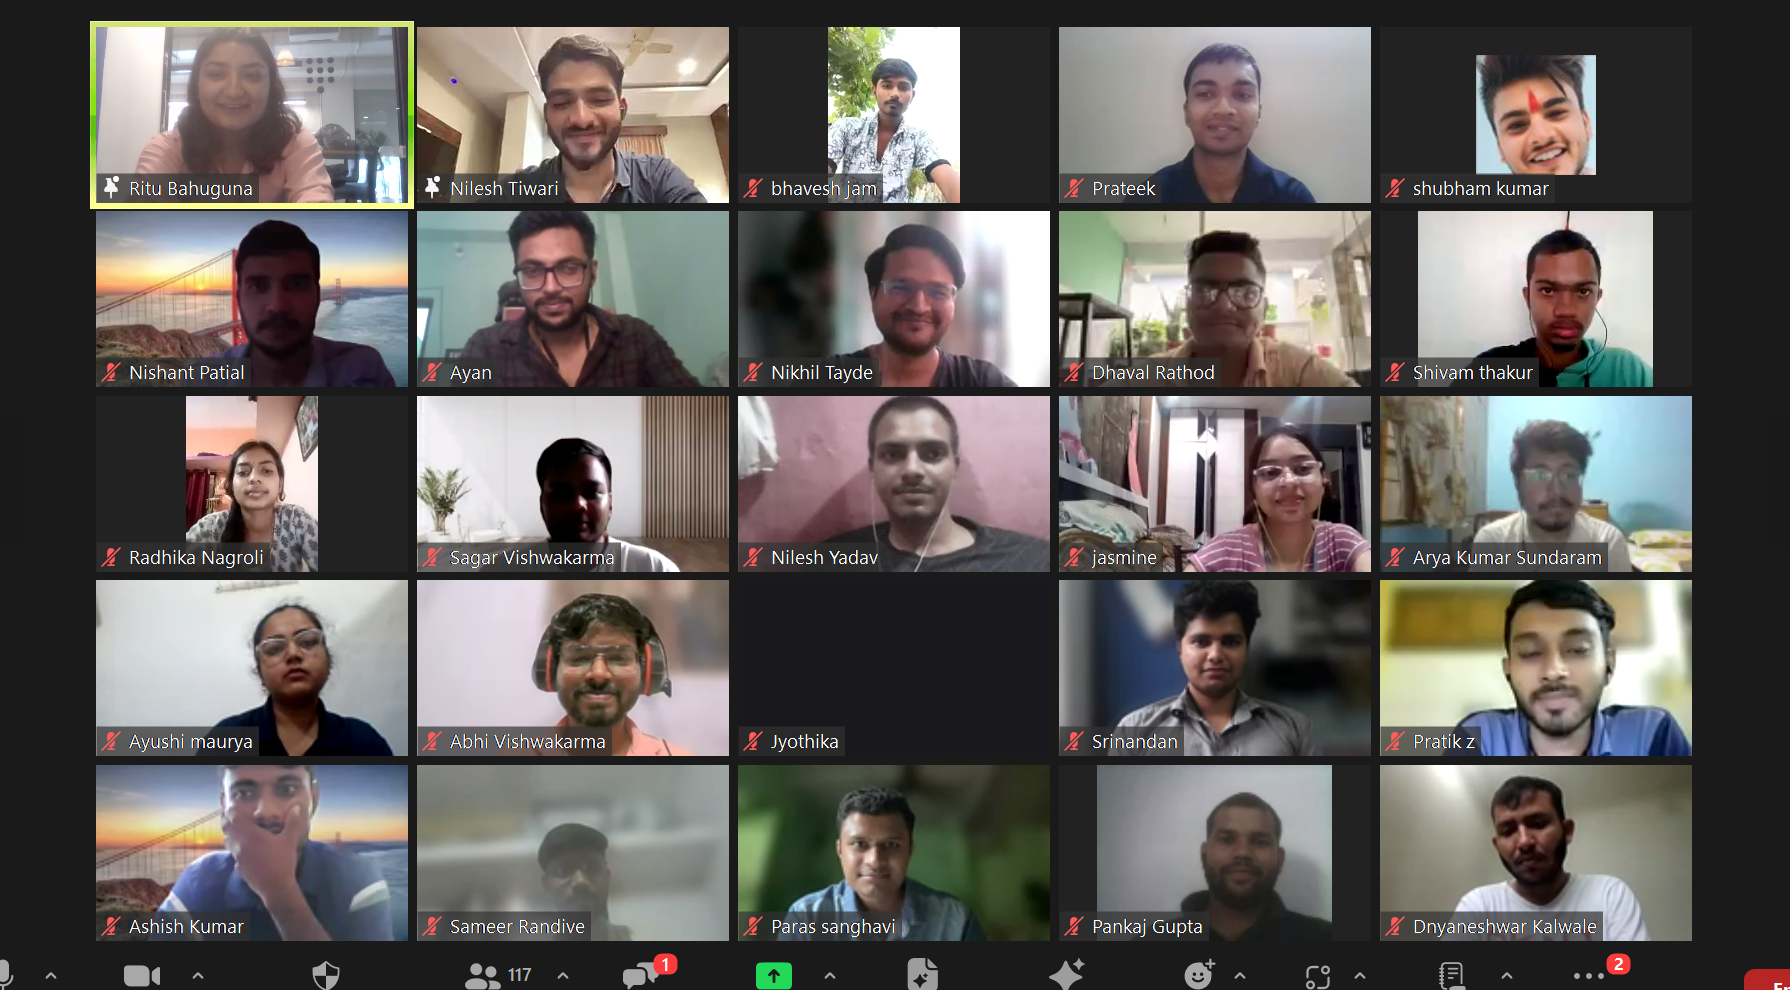 Ritu Bahuguna
Nilesh Tiwari
bhavesh jam
Prateek
shubham kumar
Nishant Patial
Ayan
Nikhil Tayde
Dhaval Rathod
Shivam thakur
Radhika Nagroli
Sagar Vishwakarma
Nilesh Yadav
jasmine
Arya Kumar Sundaram
Ayushi maurya
Abhi Vishwakarma
Jyothika
Srinandan
Pratik z
Ashish Kumar
Sameer Randive
Paras sanghavi
Pankaj Gupta
Dnyaneshwar Kalwale
117
1
2